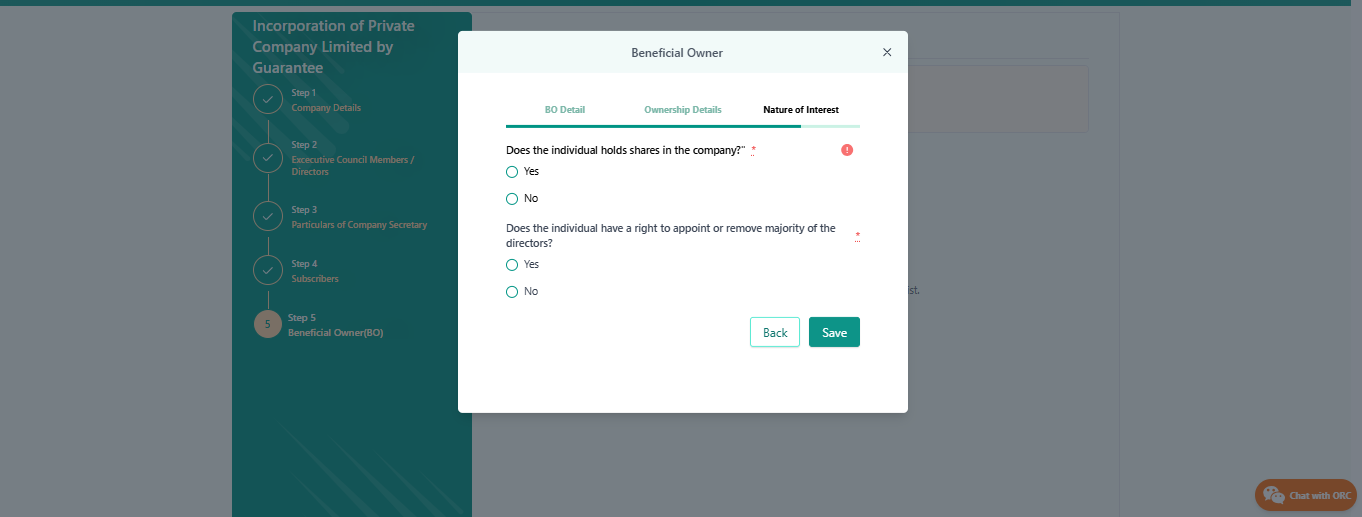 Incorporation of Private
Company Limited by
Guarantee
Step 1
Company Details
Step 2
Excecutive Council Members /
Directors
Step 3
Particulars of Company Secretary
Step 4
Subscribers
5
Step 5
Beneficial Owner(BO)
Beneficial Owner
BO Detail
Ownership Details
Nature of Interest
Does the individual holds shares in the company?" *
Yes
No
Does the individual have a right to appoint or remove majority of the
directors? *
Yes
No
Back
Save
ist.
Chat with ORC